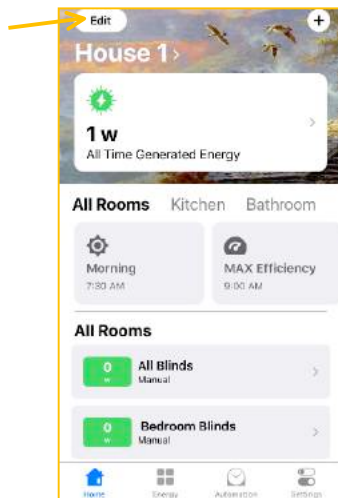 Edit
+
House 1 >
1 w
All Time Generated Energy
All Rooms Kitchen Bathroom
Morning MAX Efficiency
7:30 AM 9:00 AM
All Rooms
0 All Blinds
w Manual
0 Bedroom Blinds
w Manual
Home Energy Automation Settings